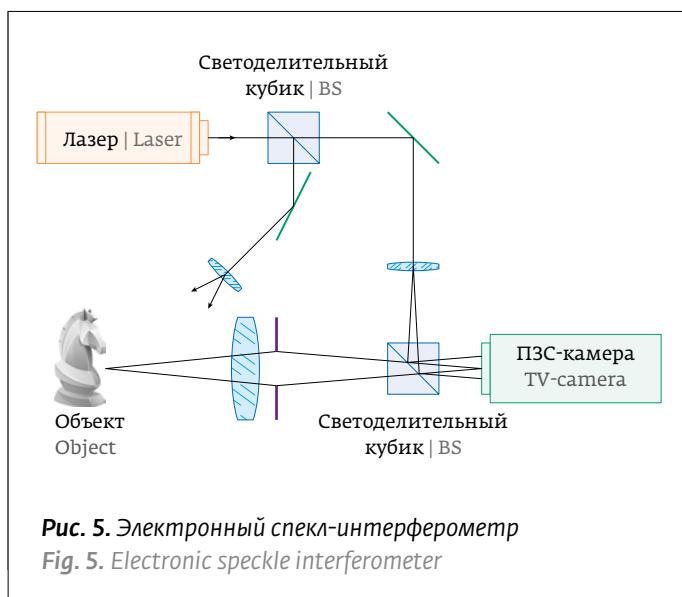 Светоделительный
кубик | BS
Лазер | Laser
ПЗС-камера
TV-camera
Объект
Object
Светоделительный
кубик | BS
Рис. 5. Электронный спекл-интерферометр
Fig. 5. Electronic speckle interferometer